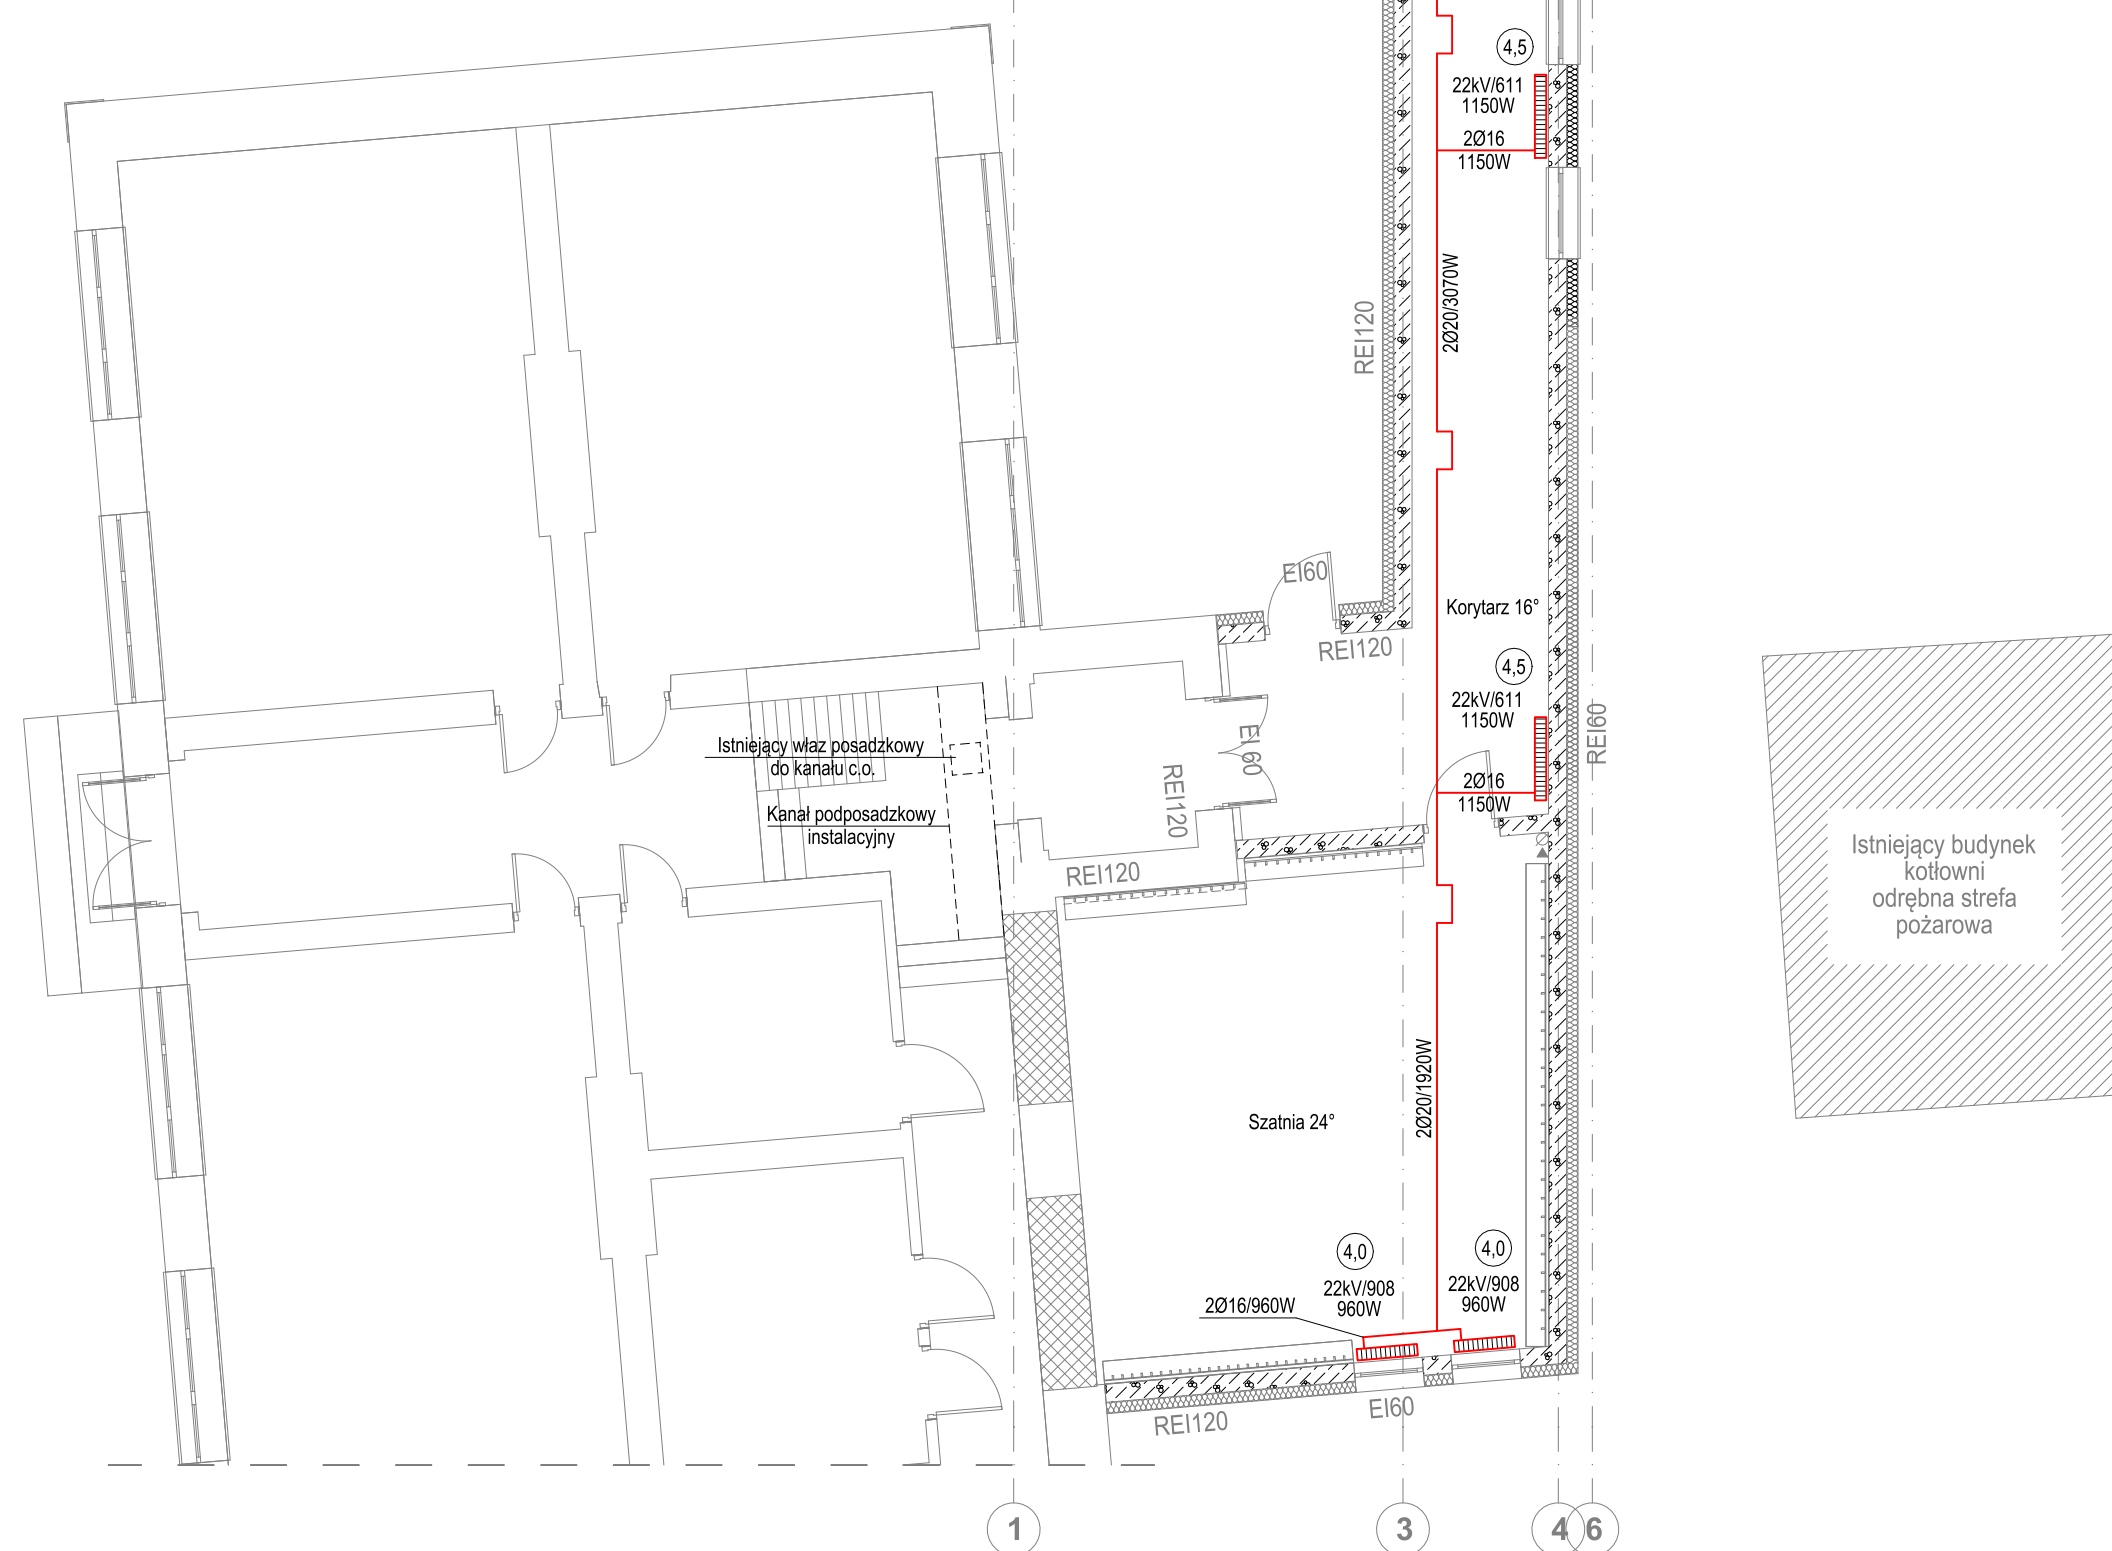 4,5
22kV/611
1150W
2Ø16
1150W
2Ø20/3070W
REI120
EI60
Korytarz 16°
REI120
4,5
22kV/611
1150W
REI60
Istniejący właz posadzkowy
do kanału c.o.
EI 60
2Ø16
1150W
REI120
Kanał podposadzkowy
instalacyjny
REI120
Istniejący budynek
kotłowni
odrębna strefa
pożarowa
2Ø20/1920W
Szatnia 24°
4,0
22kV/908
960W
4,0
22kV/908
960W
2Ø16/960W
EI60
REI120
1
3
4
6